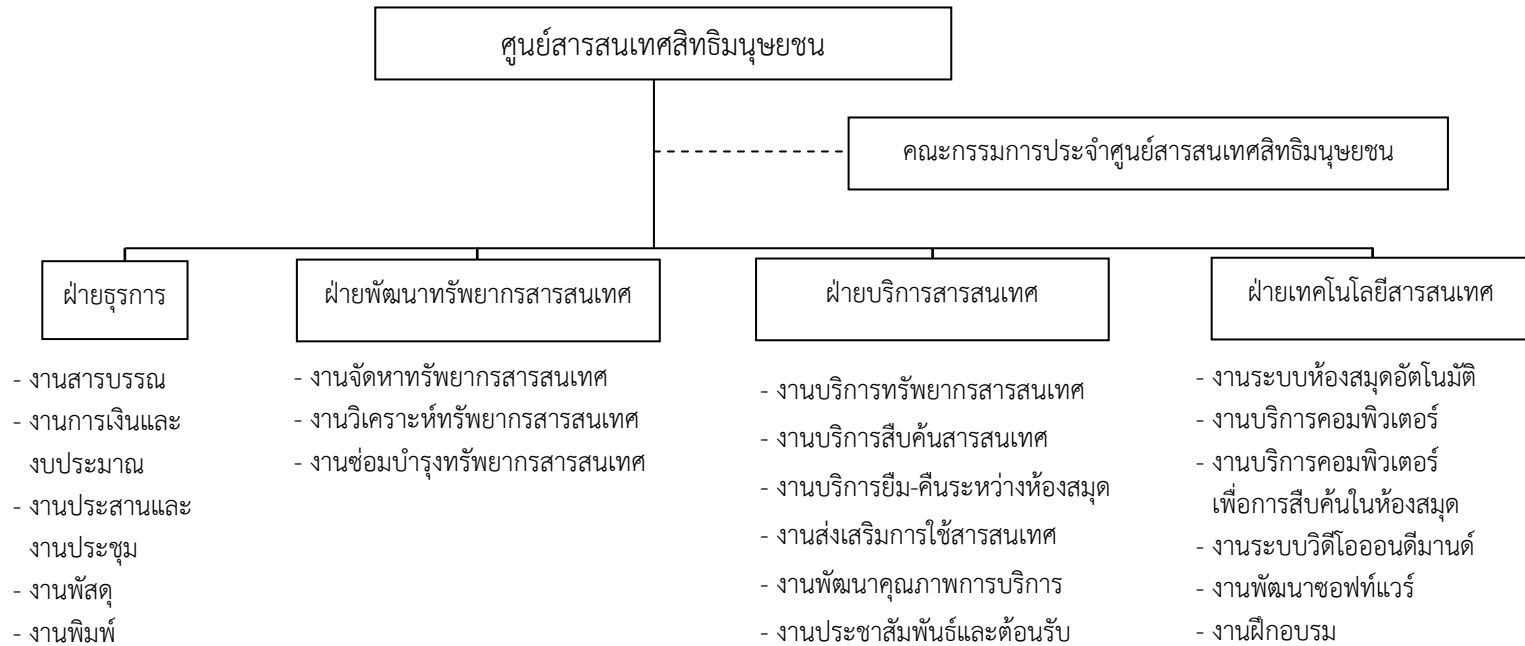 ศูนย์สารสนเทศสิทธิมนุษยชน
คณะกรรมการประจำศูนย์สารสนเทศสิทธิมนุษยชน
ฝ่ายธุรการ
- งานสารบรรณ
- งานการเงินและ
งบประมาณ
- งานประสานและ
งานประชุม
- งานพัสดุ
- งานพิมพ์
ฝ่ายพัฒนาทรัพยากรสารสนเทศ
- งานจัดหาทรัพยากรสารสนเทศ
- งานวิเคราะห์ทรัพยากรสารสนเทศ
- งานซ่อมบำรุงทรัพยากรสารสนเทศ
ฝ่ายบริการสารสนเทศ
- งานบริการทรัพยากรสารสนเทศ
- งานบริการสืบค้นสารสนเทศ
- งานบริการยืม-คืนระหว่างห้องสมุด
- งานส่งเสริมการใช้สารสนเทศ
- งานพัฒนาคุณภาพการบริการ
- งานประชาสัมพันธ์และต้อนรับ
ฝ่ายเทคโนโลยีสารสนเทศ
- งานระบบห้องสมุดอัตโนมัติ
- งานบริการคอมพิวเตอร์
- งานบริการคอมพิวเตอร์
เพื่อการสืบค้นในห้องสมุด
- งานระบบวิดีโอออนดีมานด์
- งานพัฒนาซอฟท์แวร์
- งานฝึกอบรม